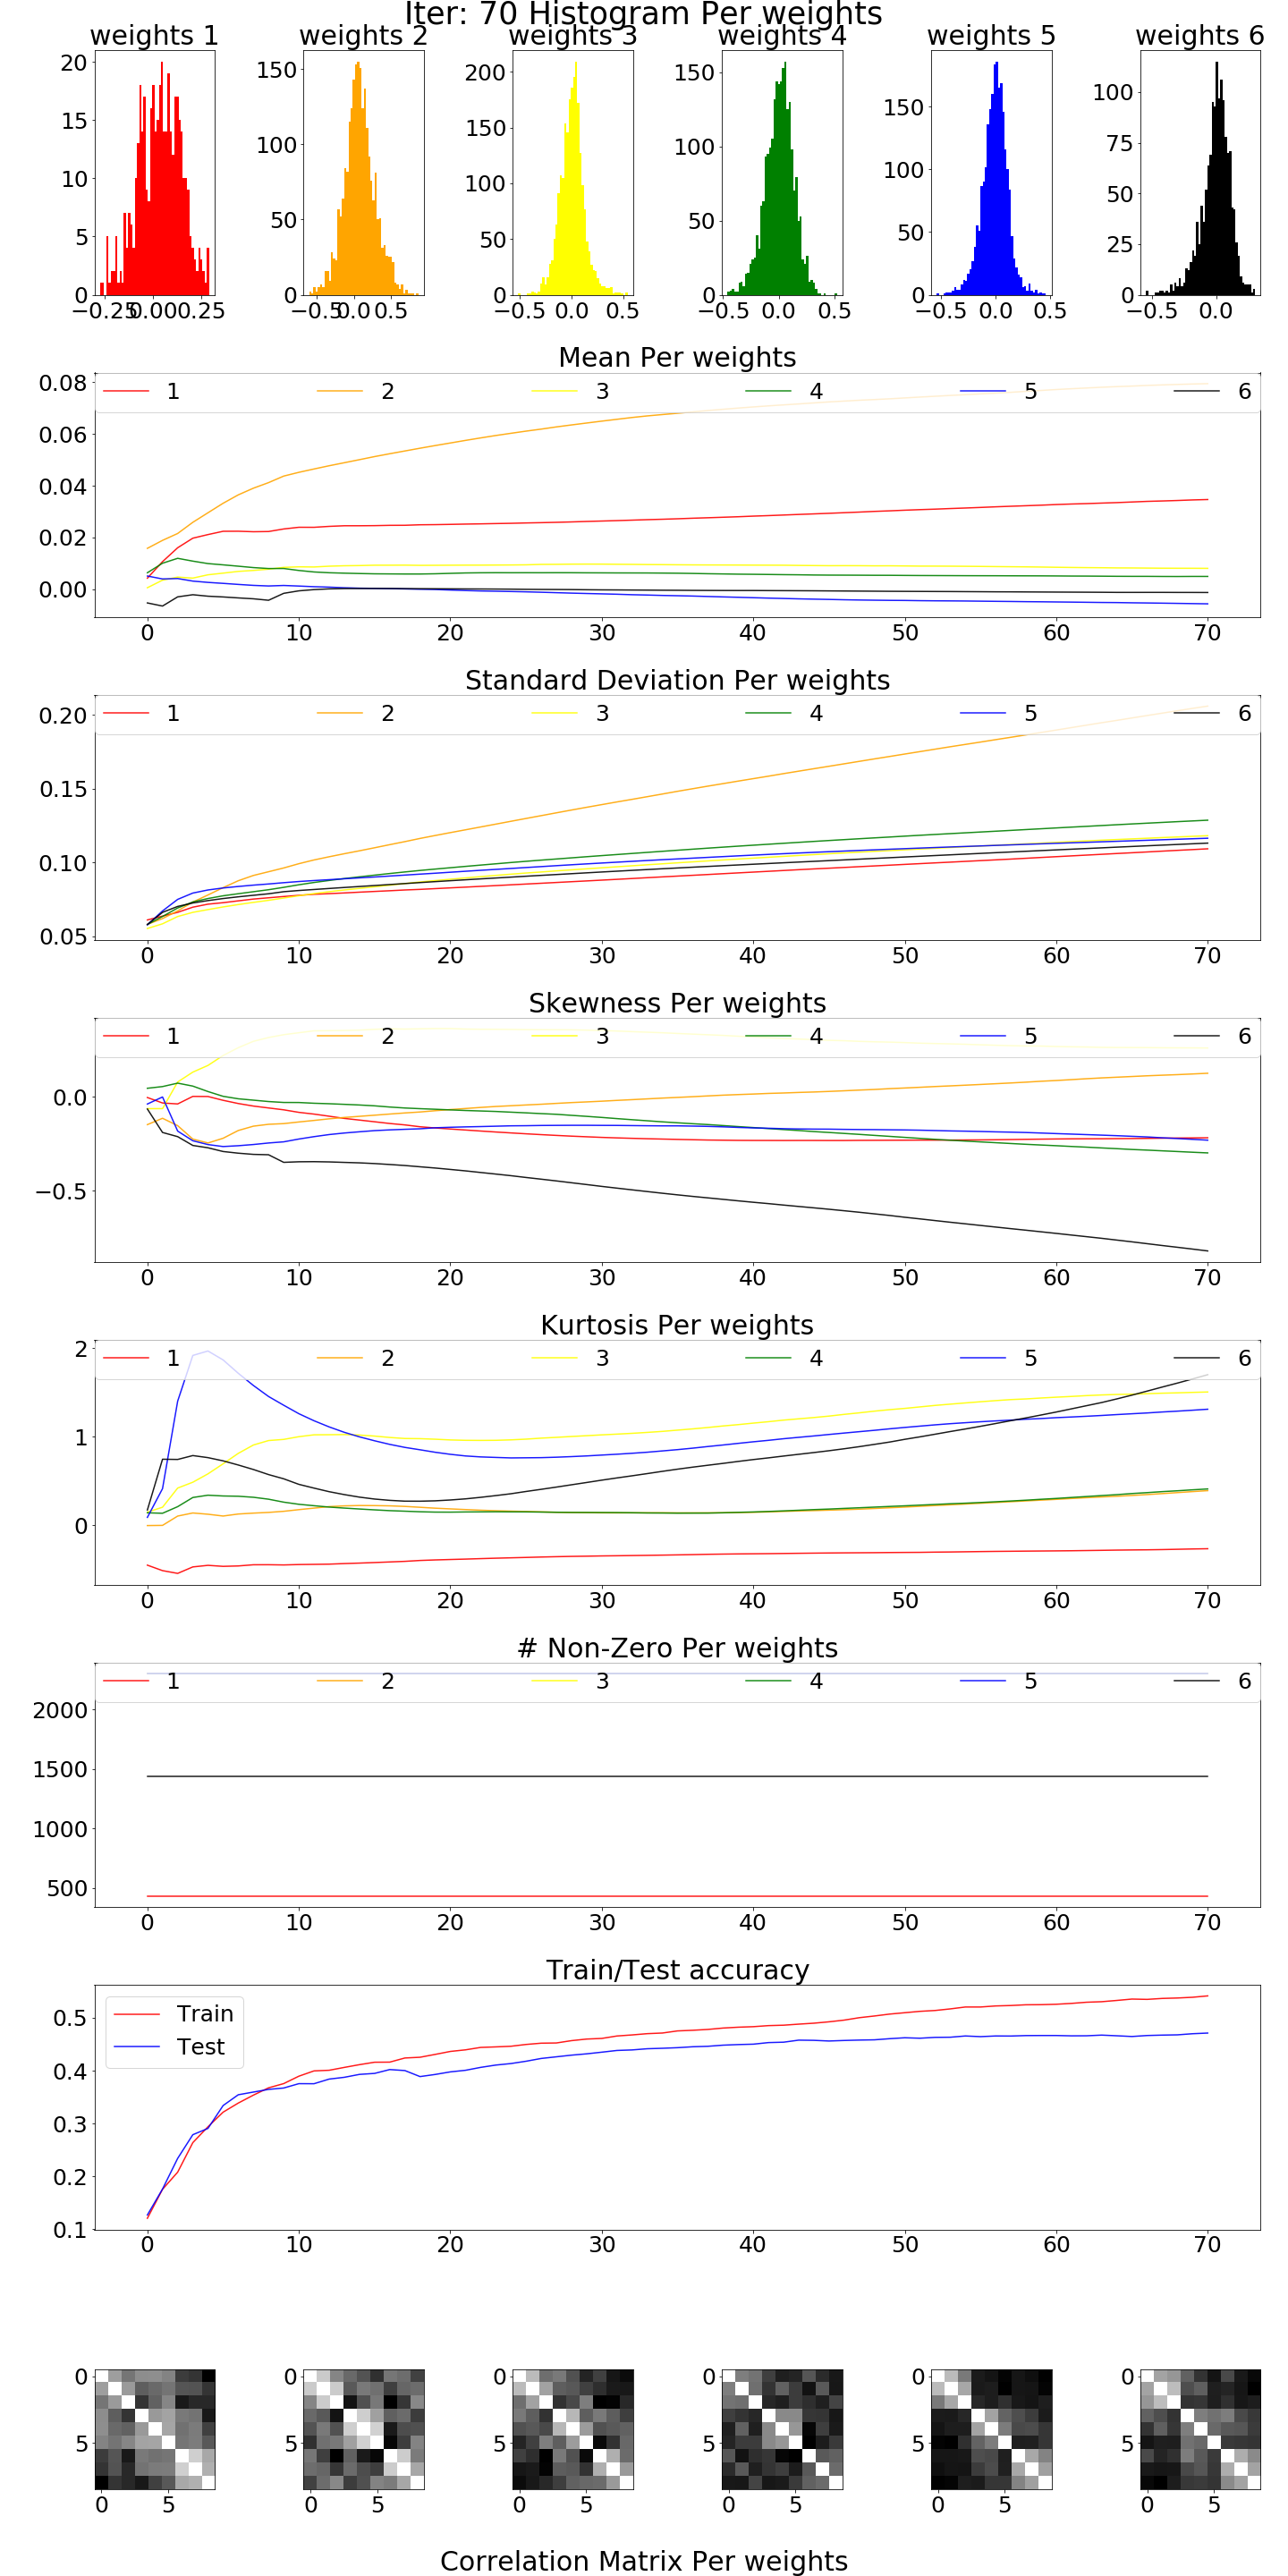 Iter: 70 Histogram Per weights
weights 1 weights 2 weights 3 weights 4 weights 5 weights 6
20
15
10
5
0
−0.25 0.00 0.25
150
100
50
0
−0.5 0.0 0.5
200
150
100
50
0
−0.5 0.0 0.5
150
100
50
0
−0.5 0.0 0.5
150
100
50
0
−0.5 0.0 0.5
100
75
50
25
0
−0.5 0.0
Mean Per weights
1 2 3 4 5 6
0.08
0.06
0.04
0.02
0.00
0 10 20 30 40 50 60 70
Standard Deviation Per weights
1 2 3 4 5 6
0.20
0.15
0.10
0.05
0 10 20 30 40 50 60 70
Skewness Per weights
1 2 3 4 5 6
0.0
−0.5
0 10 20 30 40 50 60 70
Kurtosis Per weights
1 2 3 4 5 6
2
1
0
0 10 20 30 40 50 60 70
# Non-Zero Per weights
1 2 3 4 5 6
2000
1500
1000
500
0 10 20 30 40 50 60 70
Train/Test accuracy
Train
Test
0.5
0.4
0.3
0.2
0.1
0 10 20 30 40 50 60 70
0 0 0 0 0 0
5 5 5 5 5 5
0 5 0 5 0 5 0 5 0 5 0 5
Correlation Matrix Per weights